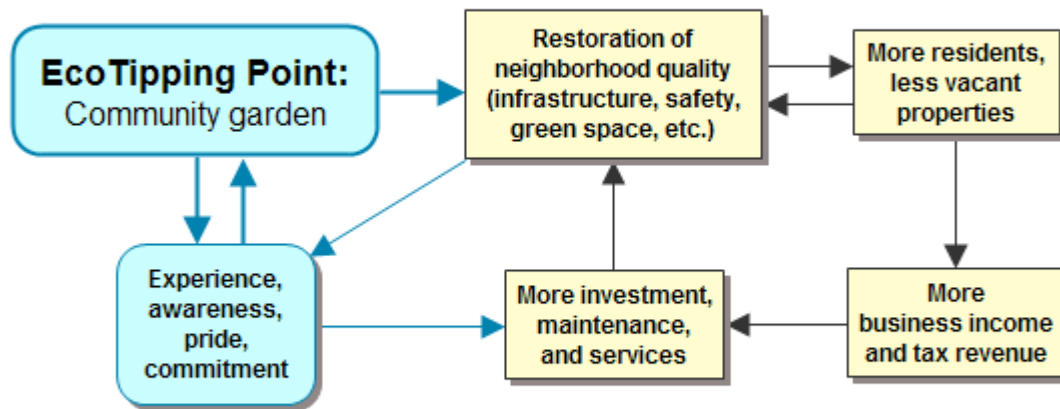 EcoTipping Point:
Community garden
Restoration of
neighborhood quality
(infrastructure, safety,
green space, etc.)
More residents,
less vacant
properties
Experience,
awareness,
pride,
commitment
More investment,
maintenance,
and services
More
business income
and tax revenue